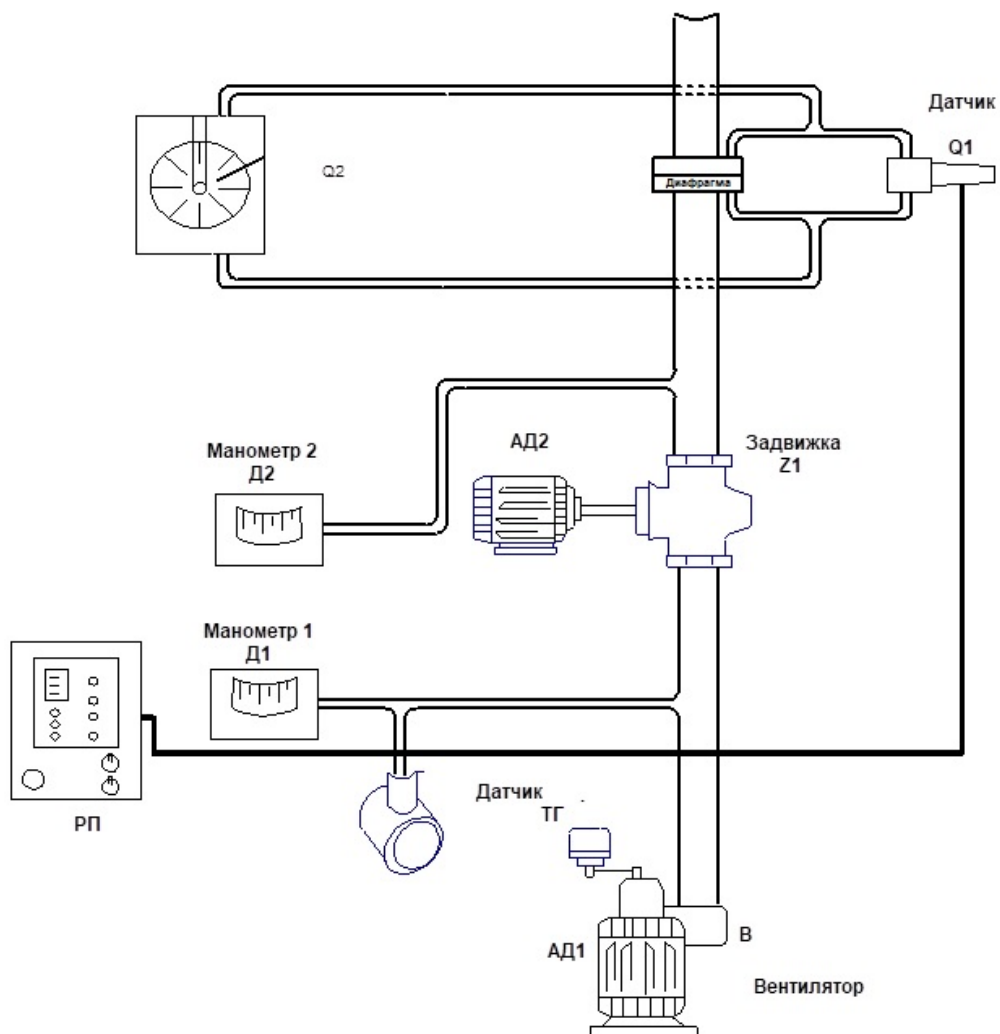 Датчик
Q1
Q2
Диафрагма
Манометр 2
Д2
АД2
Задвижка
Z1
Манометр 1
Д1
РП
Датчик
ТГ
АД1
В
Вентилятор